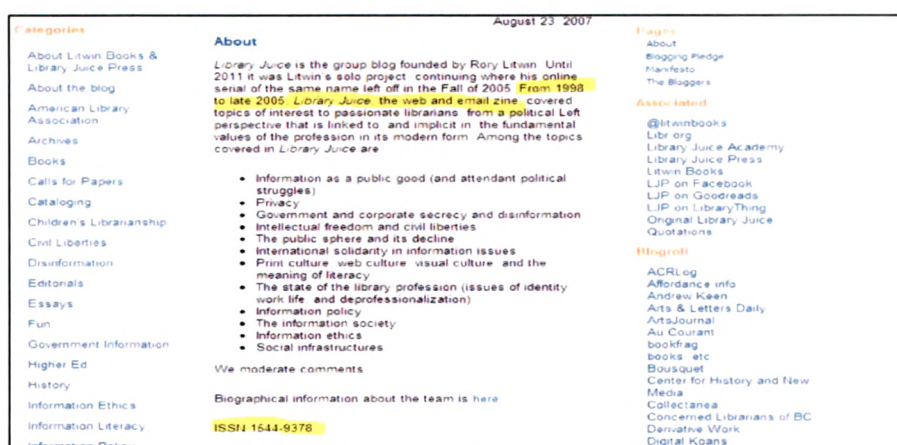 August 23 2007
Categories
About Litwin Books &
Library Juice Press
About the blog
American Library
Association
Archives
Books
Calls for Papers
Cataloging
Children's Librarianship
Civil Liberties
Disinformation
Editorials
Essays
Fun
Government Information
Higher Ed
History
Information Ethics
Information Literacy
Information Policy
About
Library Juice is the group blog founded by Rory Litwin Until
2011 it was Litwin's solo project continuing where his online
serial of the same name left off in the Fall of 2005 From 1998
to late 2005 Library Juice the web and email zine covered
topics of interest to passionate librarians from a political Left
perspective that is linked to and implicit in the fundamental
values of the profession in its modern form Among the topics
covered in Library Juice are
• Information as a public good (and attendant political
struggles)
• Privacy
• Government and corporate secrecy and disinformation
• Intellectual freedom and civil liberties
• The public sphere and its decline
• International solidarity in information issues
• Print culture web culture visual culture and the
meaning of literacy
• The state of the library profession (issues of identity
work life and deprofessionalization)
• Information policy
• The information society
• Information ethics
• Social infrastructures
We moderate comments
Biographical information about the team is here
ISSN 1544-9378
Pages
About
Blogging Pledge
Manifesto
The Bloggers
Associated
@litwinbooks
Libr org
Library Juice Academy
Library Juice Press
Litwin Books
LJP on Facebook
LJP on Goodreads
LJP on LibraryThing
Original Library Juice
Quotations
Blogroll
ACRLog
Affordance info
Andrew Keen
Arts & Letters Daily
ArtsJournal
Au Courant
bookfrag
books etc
Bousquet
Center for History and New
Media
Collectanea
Concerned Librarians of BC
Derivative Work
Digital Koans